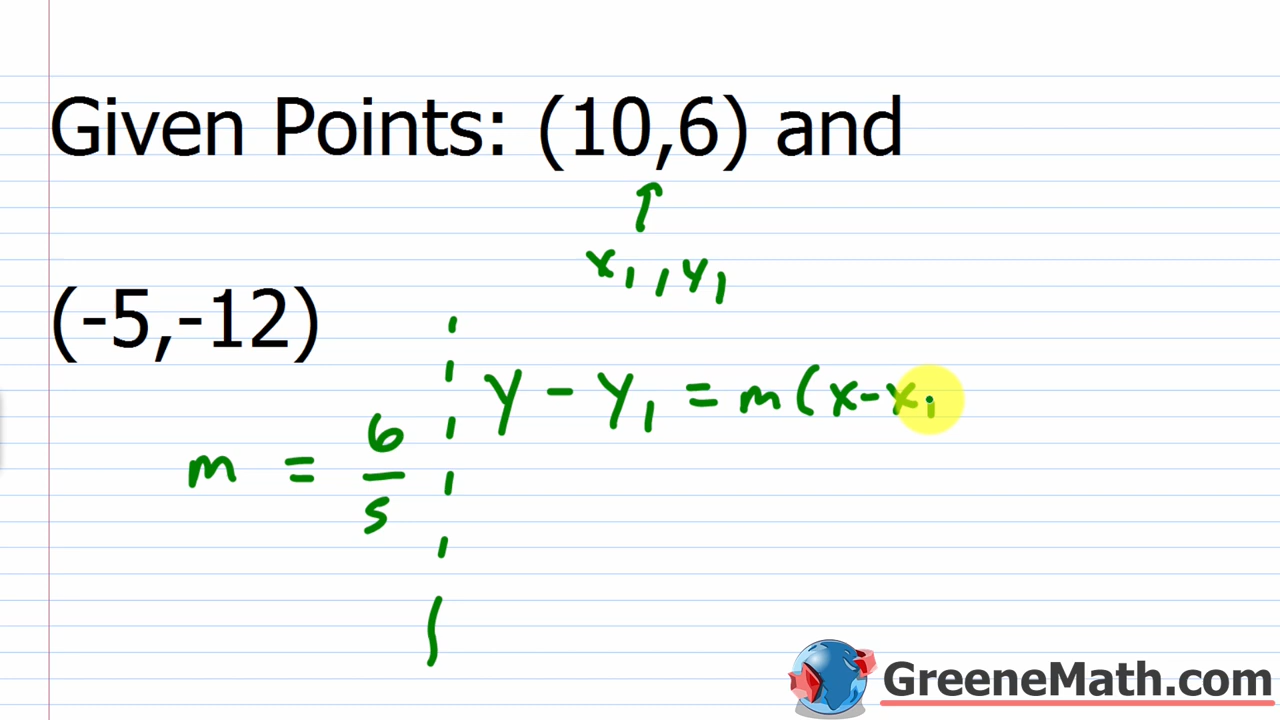 Given Points: (10,6) and
x₁, y₁
(-5,-12)
y - y₁ = m(x-x₁
m = 6/5
GreeneMath.com